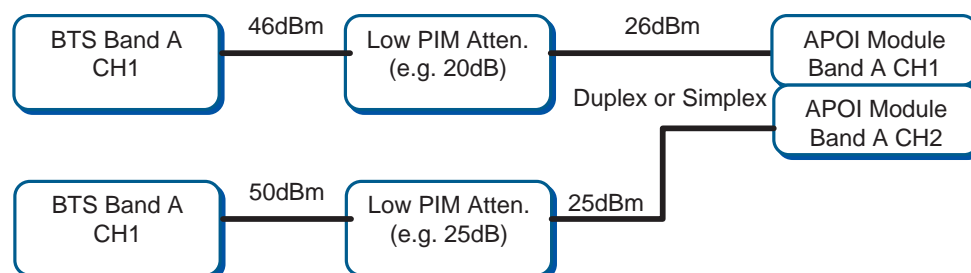 BTS Band A
CH1
46dBm
Low PIM Atten.
(e.g. 20dB)
26dBm
APOI Module
Band A CH1
Duplex or Simplex
APOI Module
Band A CH2
BTS Band A
CH1
50dBm
Low PIM Atten.
(e.g. 25dB)
25dBm